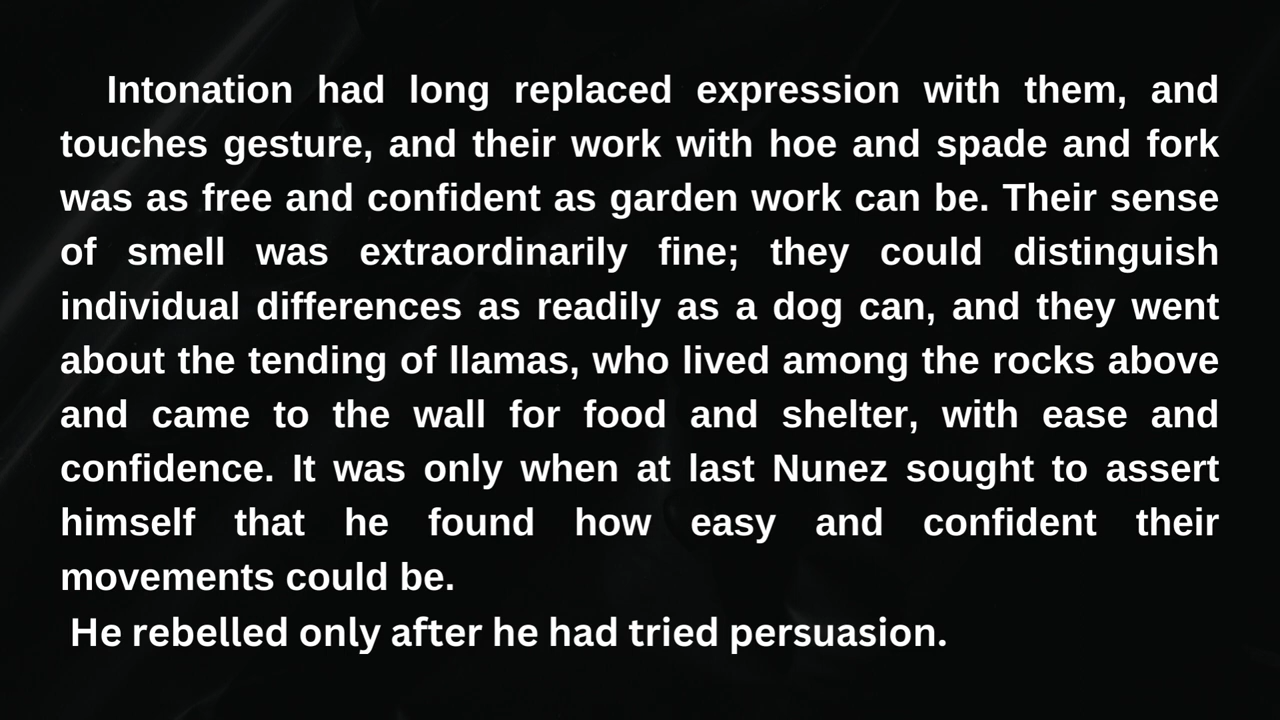 Intonation had long replaced expression with them, and
touches gesture, and their work with hoe and spade and fork
was as free and confident as garden work can be. Their sense
of smell was extraordinarily fine; they could distinguish
individual differences as readily as a dog can, and they went
about the tending of llamas, who lived among the rocks above
and came to the wall for food and shelter, with ease and
confidence. It was only when at last Nunez sought to assert
himself that he found how easy and confident their
movements could be.
He rebelled only after he had tried persuasion.